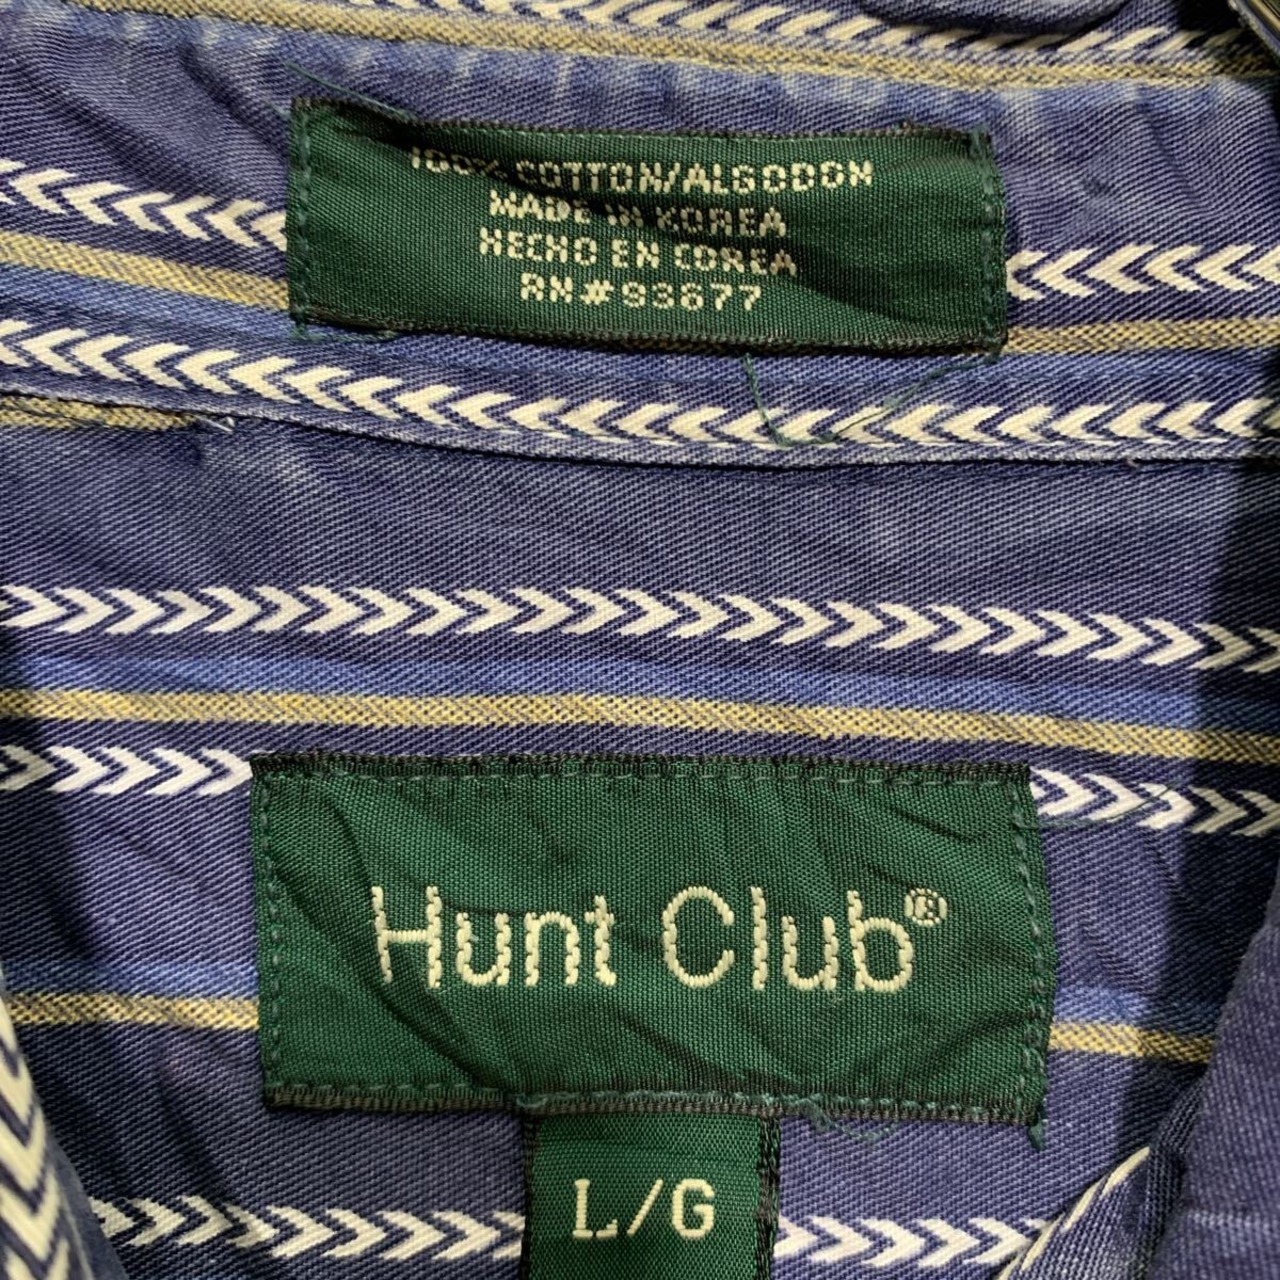 100% COTTON/ALGODON
MADE IN KOREA
HECHO EN COREA
RN#93677
Hunt Club®
L/G